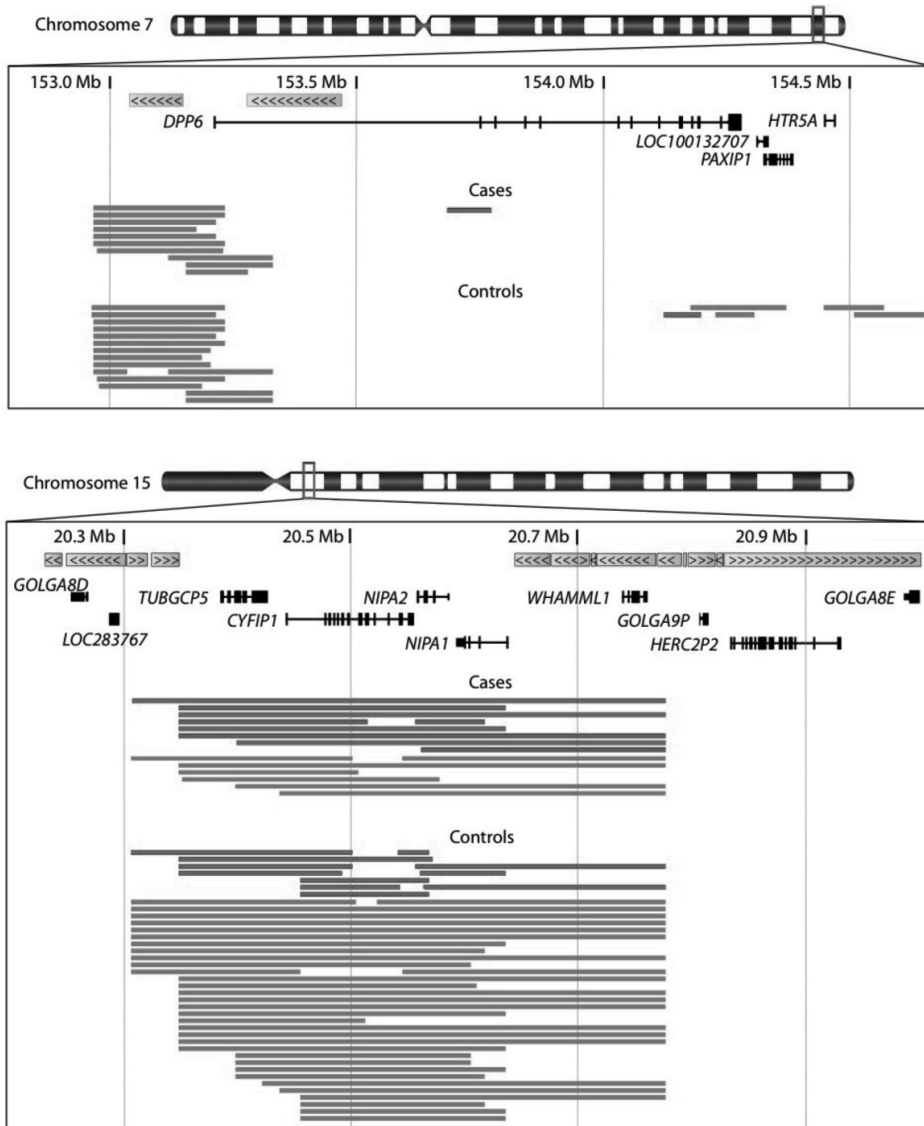 Chromosome 7
153.0 Mb 153.5 Mb 154.0 Mb 154.5 Mb
<<<<<< <<<<<<<<<<<
DPP6 HTR5A
LOC100132707
PAXIP1
Cases
Controls
Chromosome 15
20.3 Mb 20.5 Mb 20.7 Mb 20.9 Mb
GOLGA8D TUBGCP5 NIPA2 WHAMML1 GOLGA8E
CYFIP1 GOLGA9P
LOC283767 NIPA1 HERC2P2
Cases
Controls